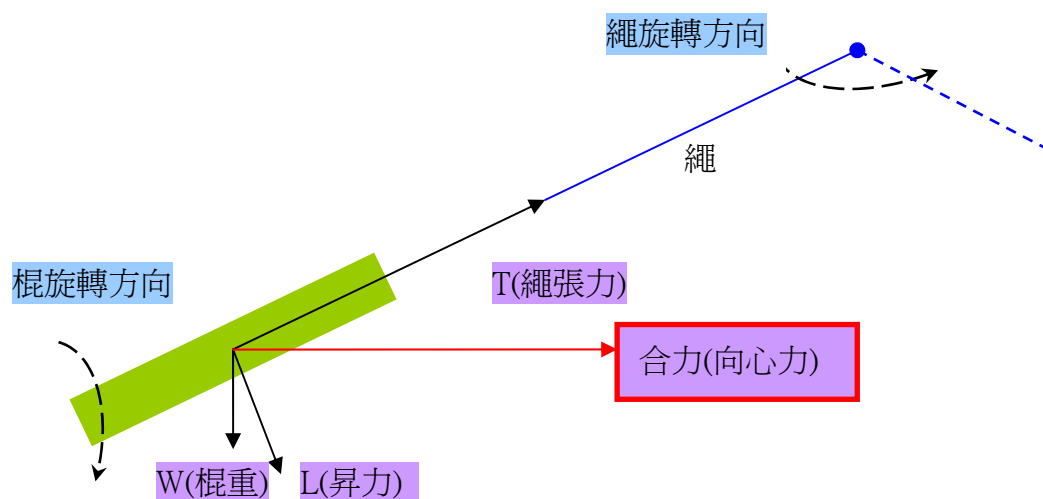 繩旋轉方向
繩
棍旋轉方向
T(繩張力)
合力(向心力)
W(棍重)
L(昇力)